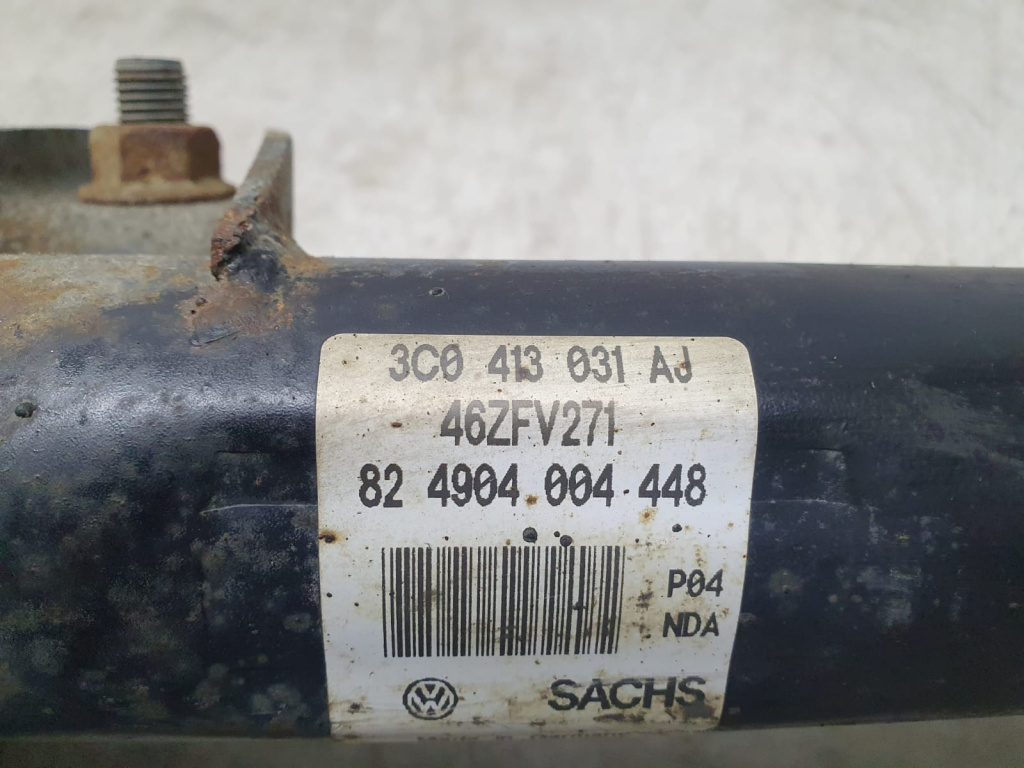 3C0 413 031 AJ
46ZFV271
82 4904 004 448
P04
NDA
SACHS